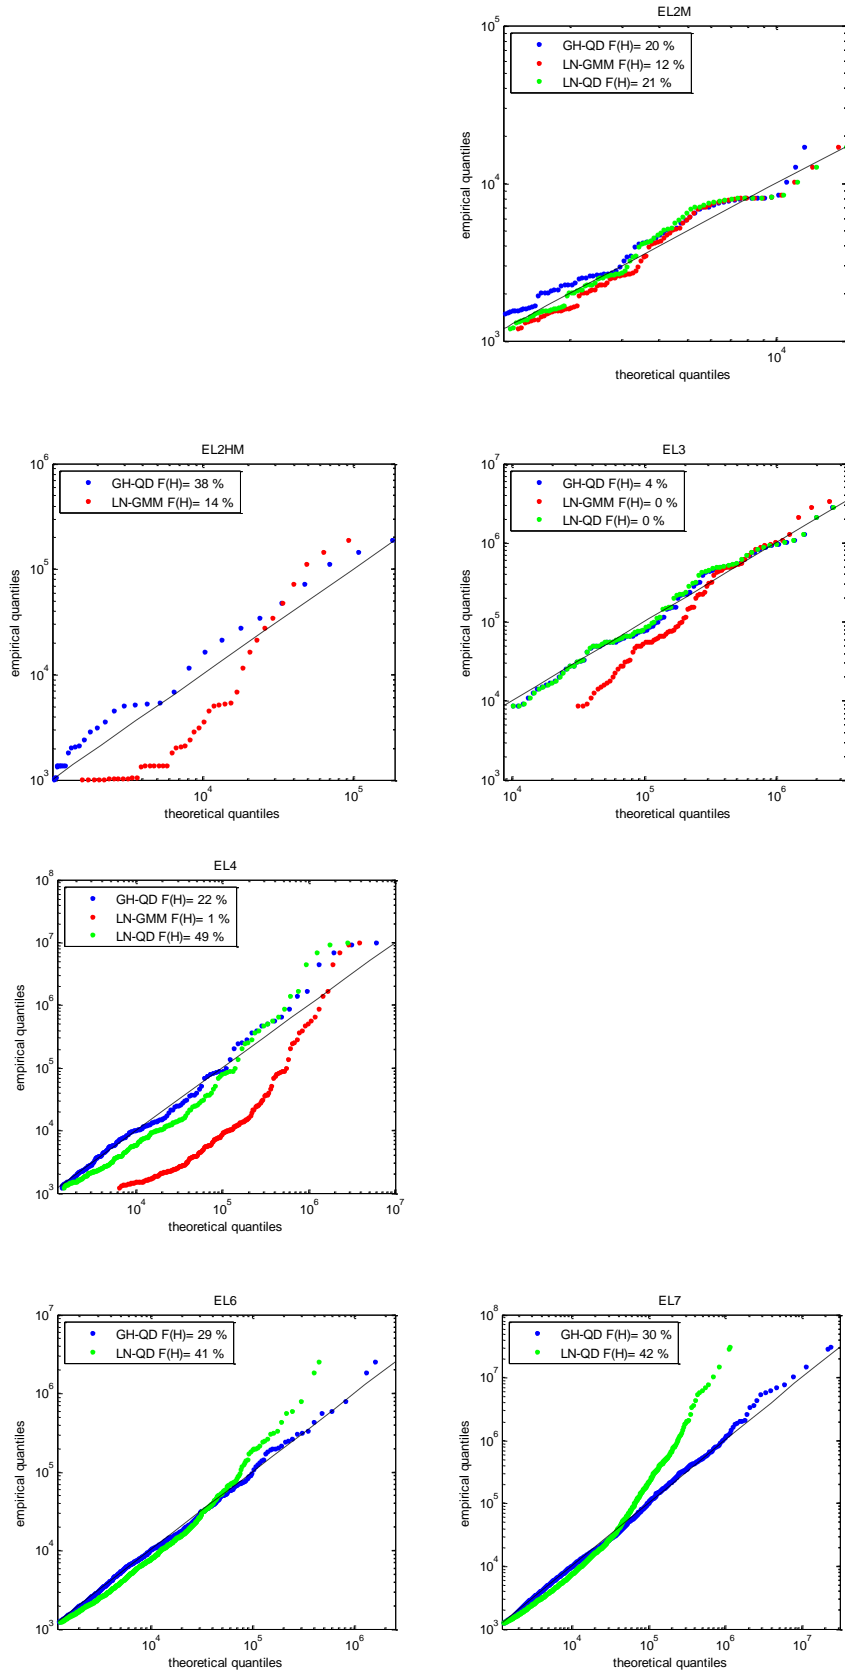 EL2M
10^5
GH-QD F(H)= 20 %
LN-GMM F(H)= 12 %
LN-QD F(H)= 21 %
empirical quantiles
10^4
10^3
10^4
theoretical quantiles
EL2HM
10^6
GH-QD F(H)= 38 %
LN-GMM F(H)= 14 %
empirical quantiles
10^5
10^4
10^3
10^4 10^5
theoretical quantiles
EL3
10^7
GH-QD F(H)= 4 %
LN-GMM F(H)= 0 %
LN-QD F(H)= 0 %
10^6
empirical quantiles
10^5
10^4
10^3
10^4 10^5 10^6
theoretical quantiles
EL4
10^8
GH-QD F(H)= 22 %
LN-GMM F(H)= 1 %
LN-QD F(H)= 49 %
10^7
10^6
empirical quantiles
10^5
10^4
10^3
10^4 10^5 10^6 10^7
theoretical quantiles
EL6
10^7
GH-QD F(H)= 29 %
LN-QD F(H)= 41 %
10^6
empirical quantiles
10^5
10^4
10^3
10^4 10^5 10^6
theoretical quantiles
EL7
10^8
GH-QD F(H)= 30 %
LN-QD F(H)= 42 %
10^7
10^6
empirical quantiles
10^5
10^4
10^3
10^4 10^5 10^6 10^7
theoretical quantiles